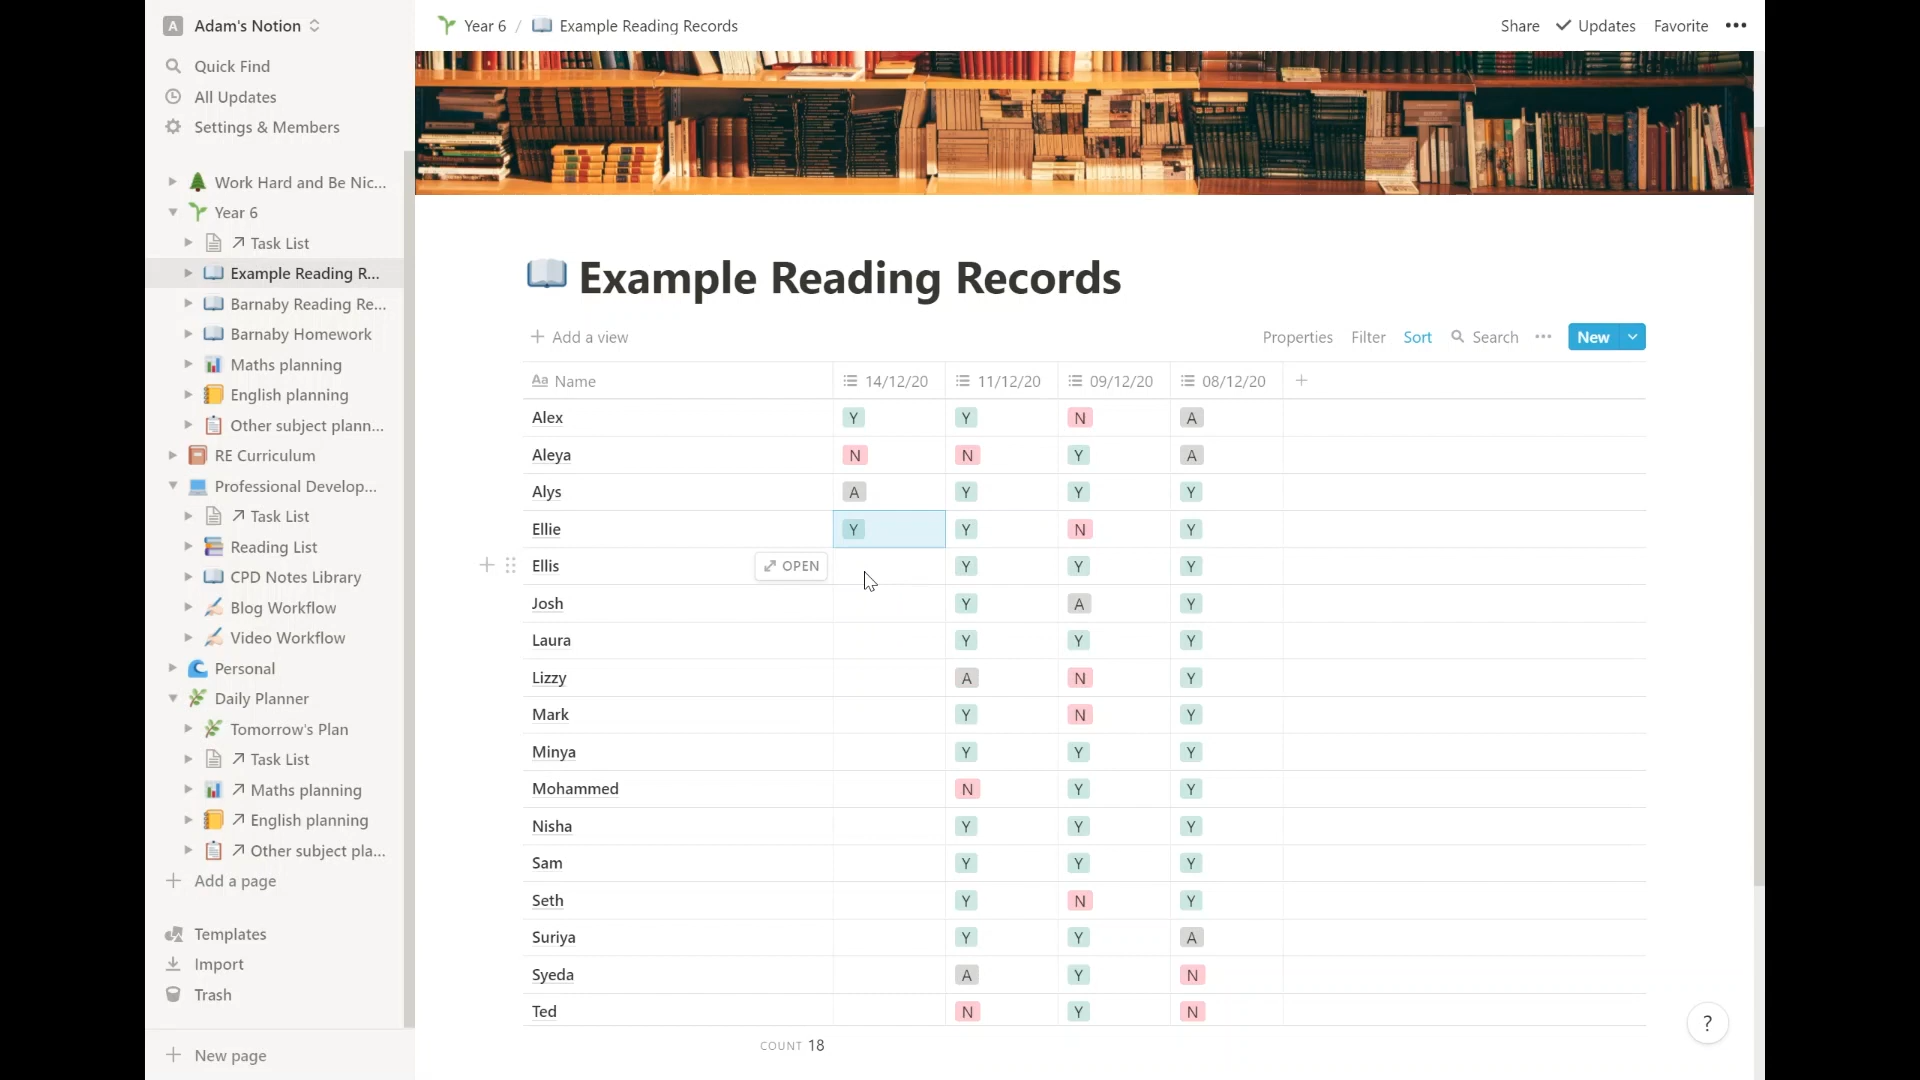 A Adam's Notion
Quick Find
All Updates
Settings & Members
Work Hard and Be Nic...
Year 6
Task List
Example Reading R...
Barnaby Reading Re...
Barnaby Homework
Maths planning
English planning
Other subject plann...
RE Curriculum
Professional Develop...
Task List
Reading List
CPD Notes Library
Blog Workflow
Video Workflow
Personal
Daily Planner
Tomorrow's Plan
Task List
Maths planning
English planning
Other subject pla...
Add a page
Templates
Import
Trash
New page
Year 6 / Example Reading Records
Share Updates Favorite •••
Example Reading Records
Add a view Properties Filter Sort Search ••• New
Aa Name 14/12/20 11/12/20 09/12/20 08/12/20 +
Alex Y Y N A
Aleya N N Y A
Alys A Y Y Y
Ellie Y Y N Y
Ellis OPEN Y Y Y
Josh Y A Y
Laura Y Y Y
Lizzy A N Y
Mark Y N Y
Minya Y Y Y
Mohammed N Y Y
Nisha Y Y Y
Sam Y Y Y
Seth Y N Y
Suriya Y Y A
Syeda A Y N
Ted N Y N
COUNT 18
?